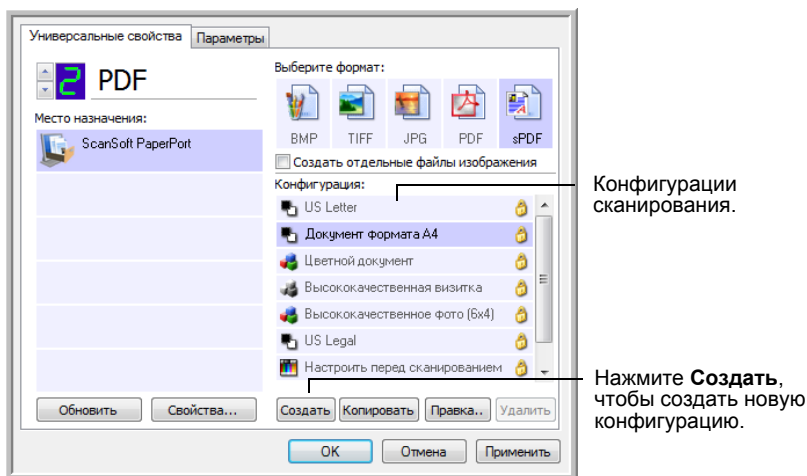 Универсальные свойства Параметры
2 PDF
Место назначения:
ScanSoft PaperPort
Обновить Свойства...
Выберите формат:
BMP TIFF JPG PDF sPDF
Создать отдельные файлы изображения
Конфигурация:
US Letter
Документ формата A4
Цветной документ
Высококачественная визитка
Высококачественное фото (6x4)
US Legal
Настроить перед сканированием
Создать Копировать Правка.. Удалить
OK Отмена Применить
Конфигурации
сканирования.
Нажмите Создать,
чтобы создать новую
конфигурацию.